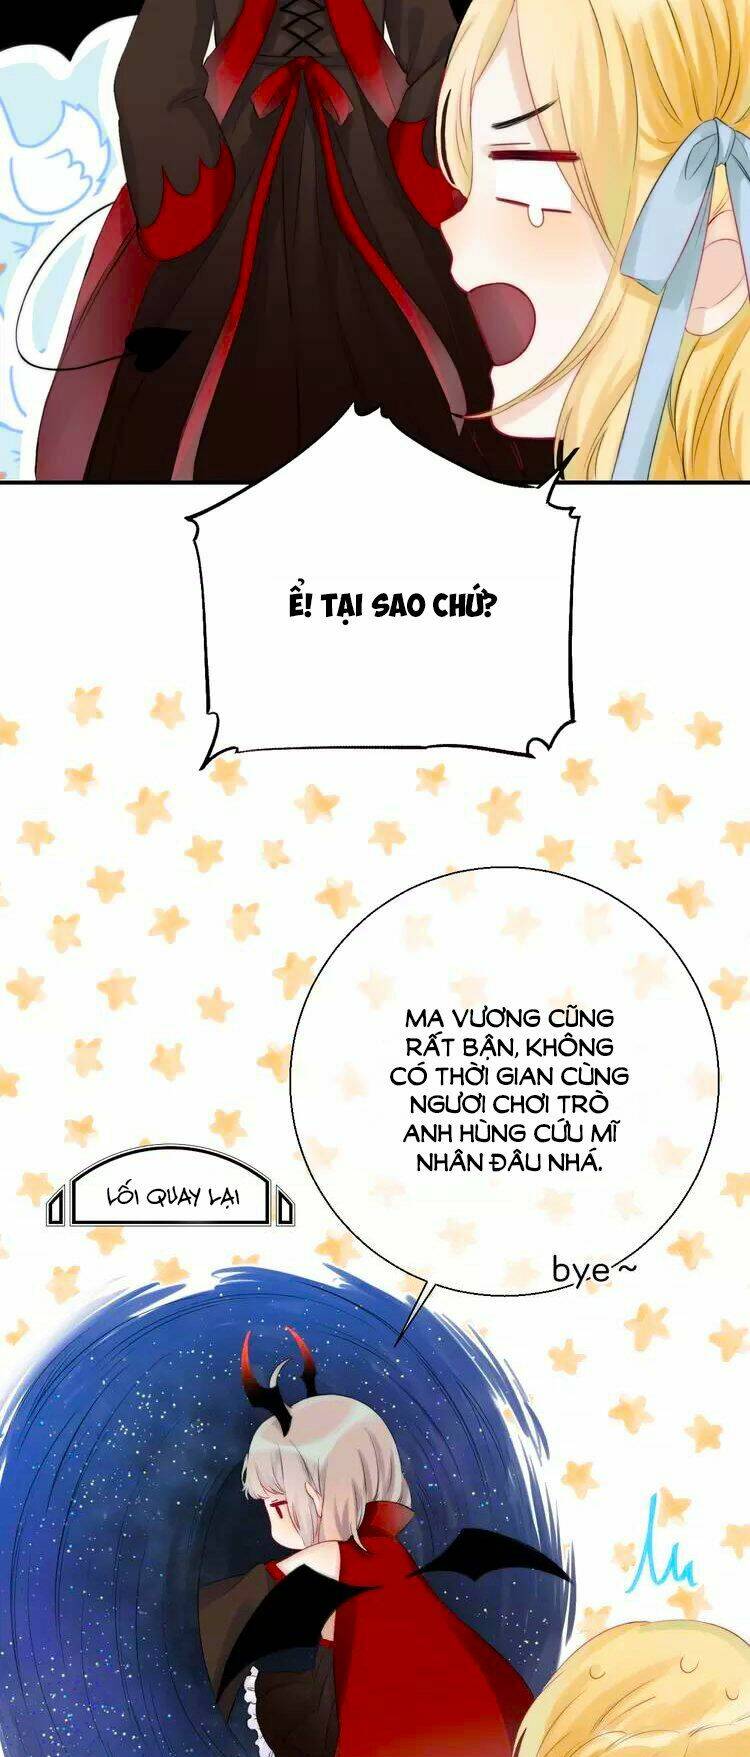 Ể! TẠI SAO CHỨ?
MA VƯƠNG CŨNG
RẤT BẬN, KHÔNG
CÓ THỜI GIAN CÙNG
NGƯƠI CHƠI TRÒ
ANH HÙNG CỨU MĨ
NHÂN ĐÂU NHÁ.
LỐI QUAY LẠI
bye~